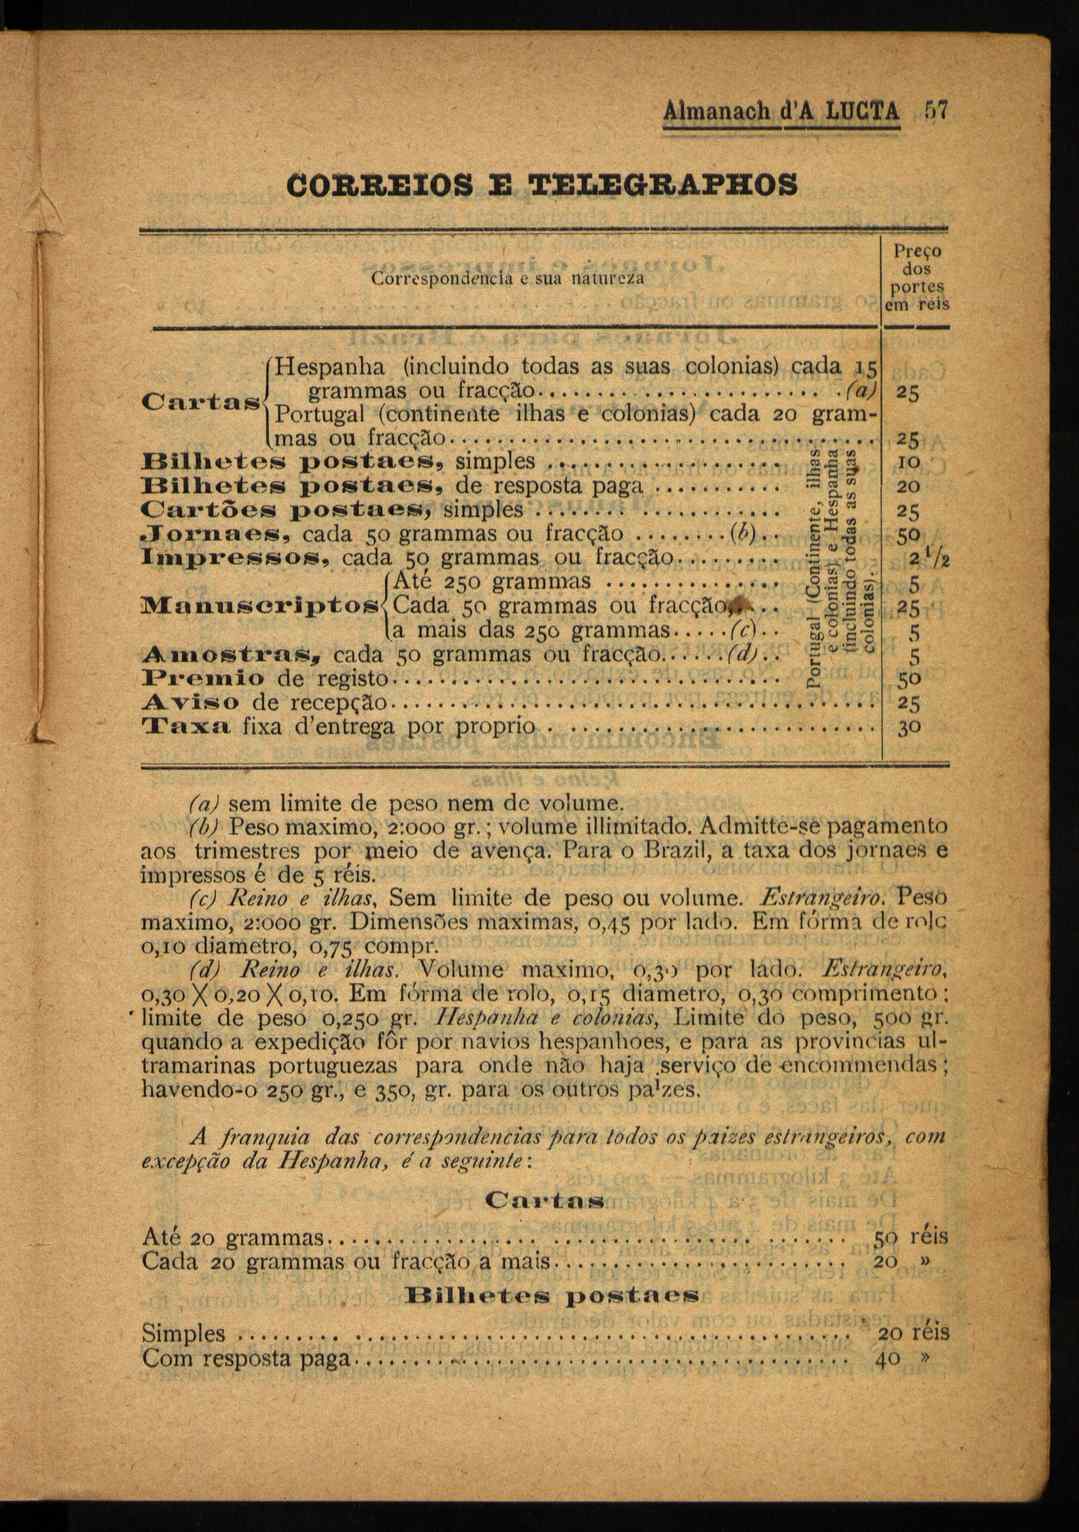 Almanach d'A LUCTA 57
CORREIOS E TELEGRAPHOS
Correspondencia e sua natureza
Preço
dos
portes
em réis
Hespanha (incluindo todas as suas colonias) cada 15
grammas ou fracção (a) 25
Cartas
Portugal (continente ilhas e colonias) cada 20 gram-
mas ou fracção 25
Bilhetes postaes, simples 10
Bilhetes postaes, de resposta paga 20
Cartões postaes, simples 25
Jornaes, cada 50 grammas ou fracção (b) 50
Impressos, cada 50 grammas ou fracção 2 1/2
Até 250 grammas 5
Manuscriptos Cada 50 grammas ou fracção 25
a mais das 250 grammas (c) 5
Amostras, cada 50 grammas ou fracção (d) 5
Premio de registo 50
Aviso de recepção 25
Taxa fixa d'entrega por proprio 30
Portugal (Continente, ilhas
e colonias) e Hespanha
(incluindo todas as suas
colonias).
(a) sem limite de peso nem de volume.
(b) Peso maximo, 2:000 gr.; volume illimitado. Admitte-se pagamento
aos trimestres por meio de avença. Para o Brazil, a taxa dos jornaes e
impressos é de 5 réis.
(c) Reino e ilhas, Sem limite de peso ou volume. Estrangeiro. Peso
maximo, 2:000 gr. Dimensões maximas, 0,45 por lado. Em fórma de rolc
0,10 diametro, 0,75 compr.
(d) Reino e ilhas. Volume maximo, 0,30 por lado. Estrangeiro,
0,30 X 0,20 X 0,10. Em fórma de rolo, 0,15 diametro, 0,30 comprimento;
limite de peso 0,250 gr. Hespanha e colonias, Limite do peso, 500 gr.
quando a expedição fôr por navios hespanhoes, e para as provincias ul-
tramarinas portuguezas para onde não haja serviço de encommendas;
havendo-o 250 gr., e 350, gr. para os outros paizes.
A franquia das correspondencias para todos os paizes estrangeiros, com
excepção da Hespanha, é a seguinte:
Cartas
Até 20 grammas 50 réis
Cada 20 grammas ou fracção a mais 20 »
Bilhetes postaes
Simples 20 réis
Com resposta paga 40 »